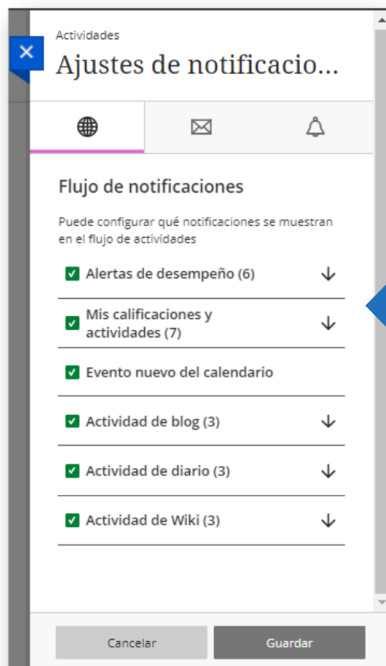 Actividades
Ajustes de notificacio...
Flujo de notificaciones
Puede configurar qué notificaciones se muestran
en el flujo de actividades
Alertas de desempeño (6)
Mis calificaciones y
actividades (7)
Evento nuevo del calendario
Actividad de blog (3)
Actividad de diario (3)
Actividad de Wiki (3)
Cancelar
Guardar